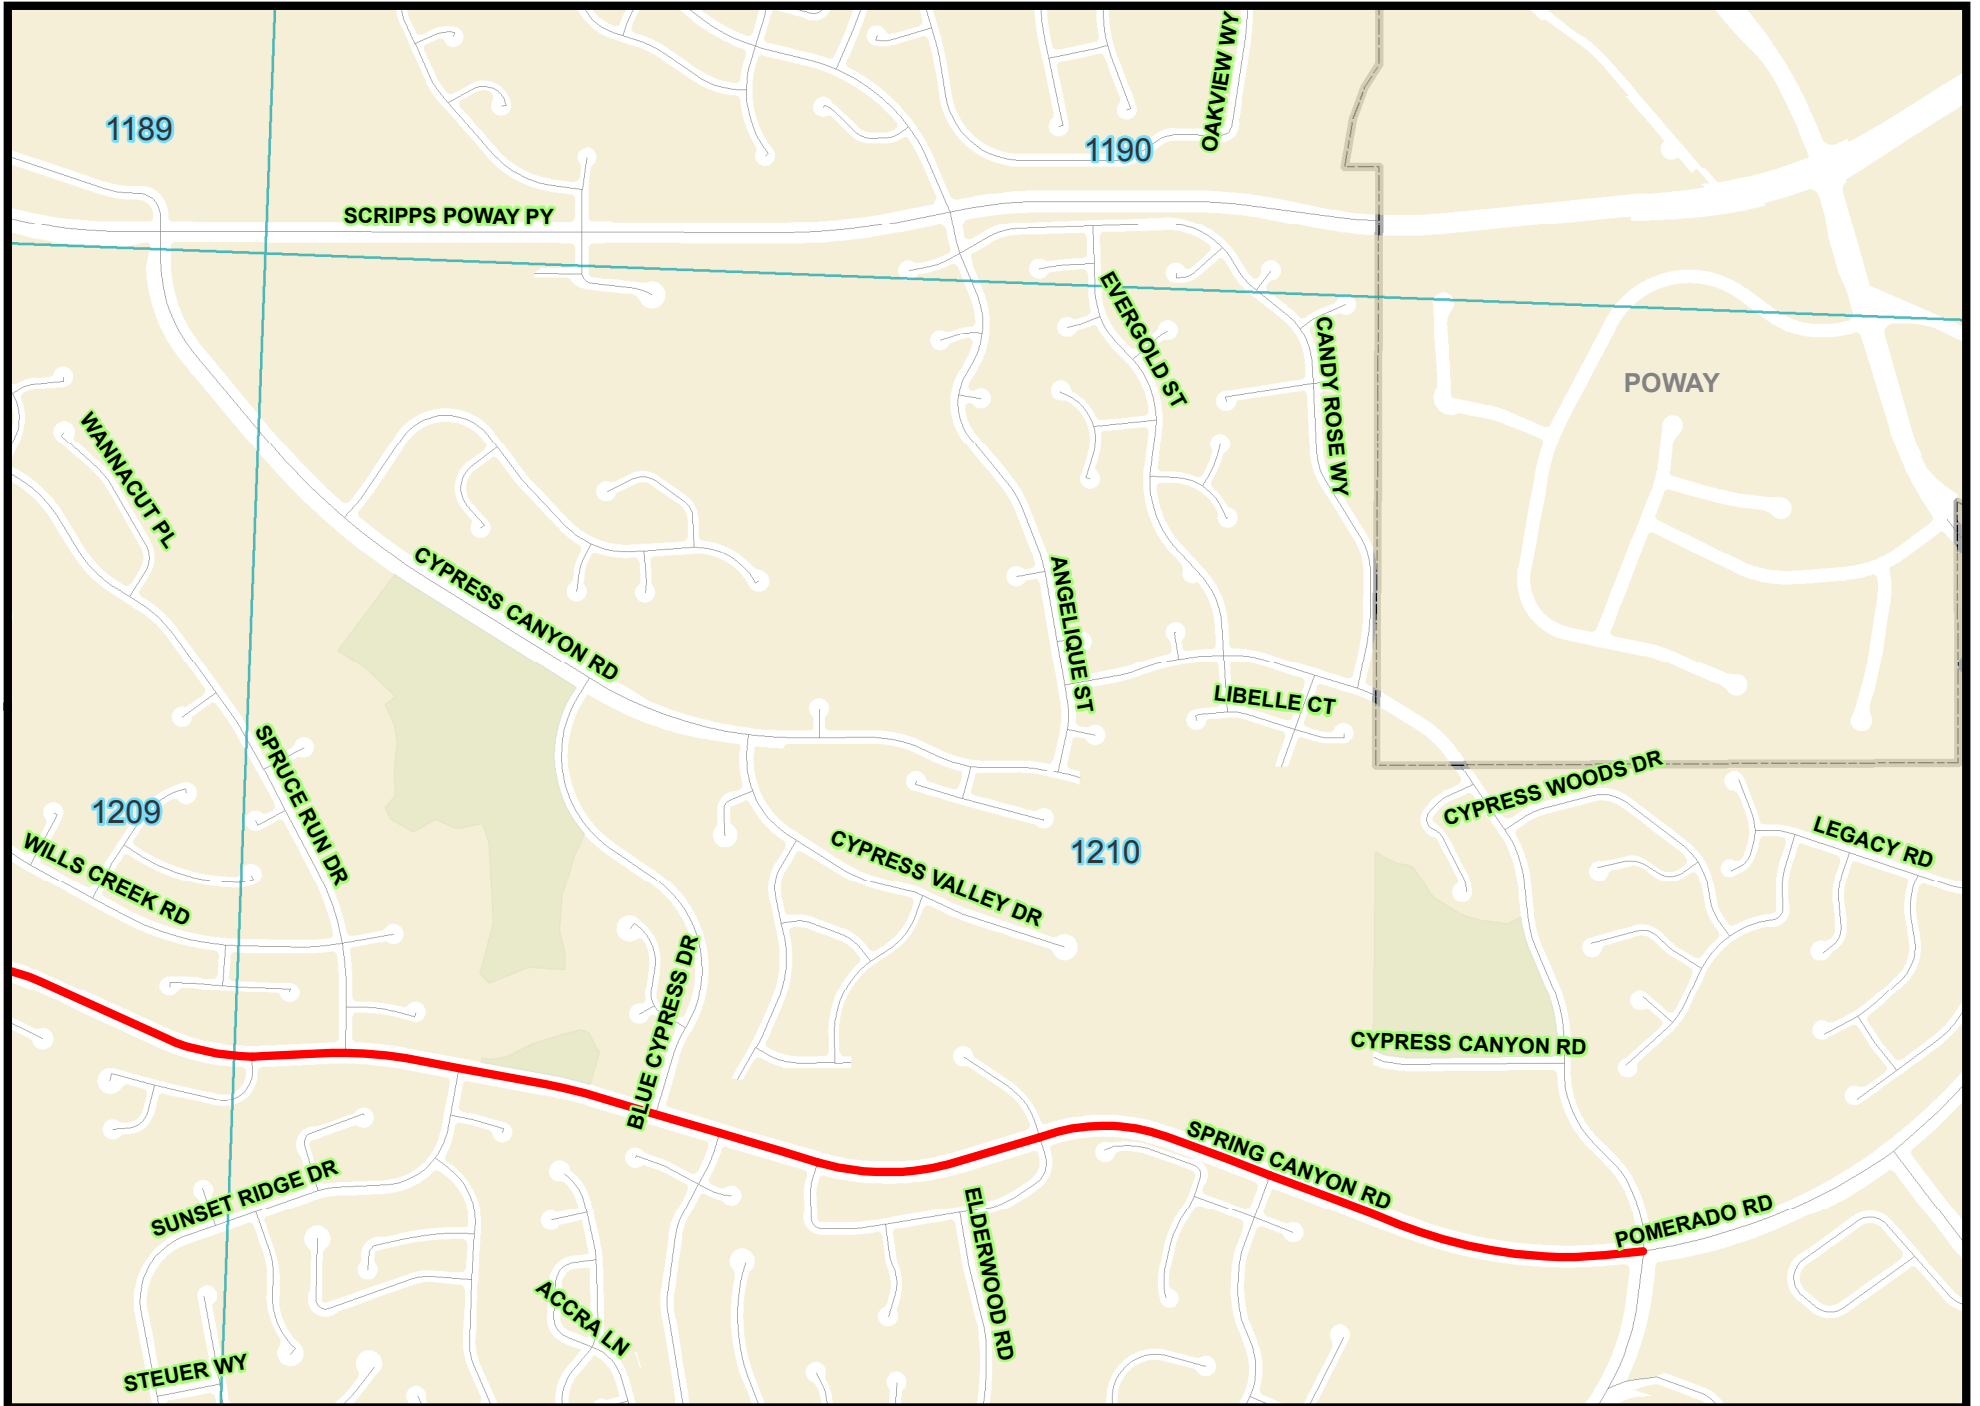 OAKVIEW WY
1189
1190
SCRIPPS POWAY PY
EVERGOLD ST
CANDY ROSE WY
POWAY
WANNACUT PL
CYPRESS CANYON RD
ANGELIQUE ST
LIBELLE CT
SPRUCE RUN DR
CYPRESS WOODS DR
1209
WILLS CREEK RD
CYPRESS VALLEY DR
1210
LEGACY RD
BLUE CYPRESS DR
CYPRESS CANYON RD
SPRING CANYON RD
SUNSET RIDGE DR
ELDERWOOD RD
POMERADO RD
ACCRA LN
STEUER WY